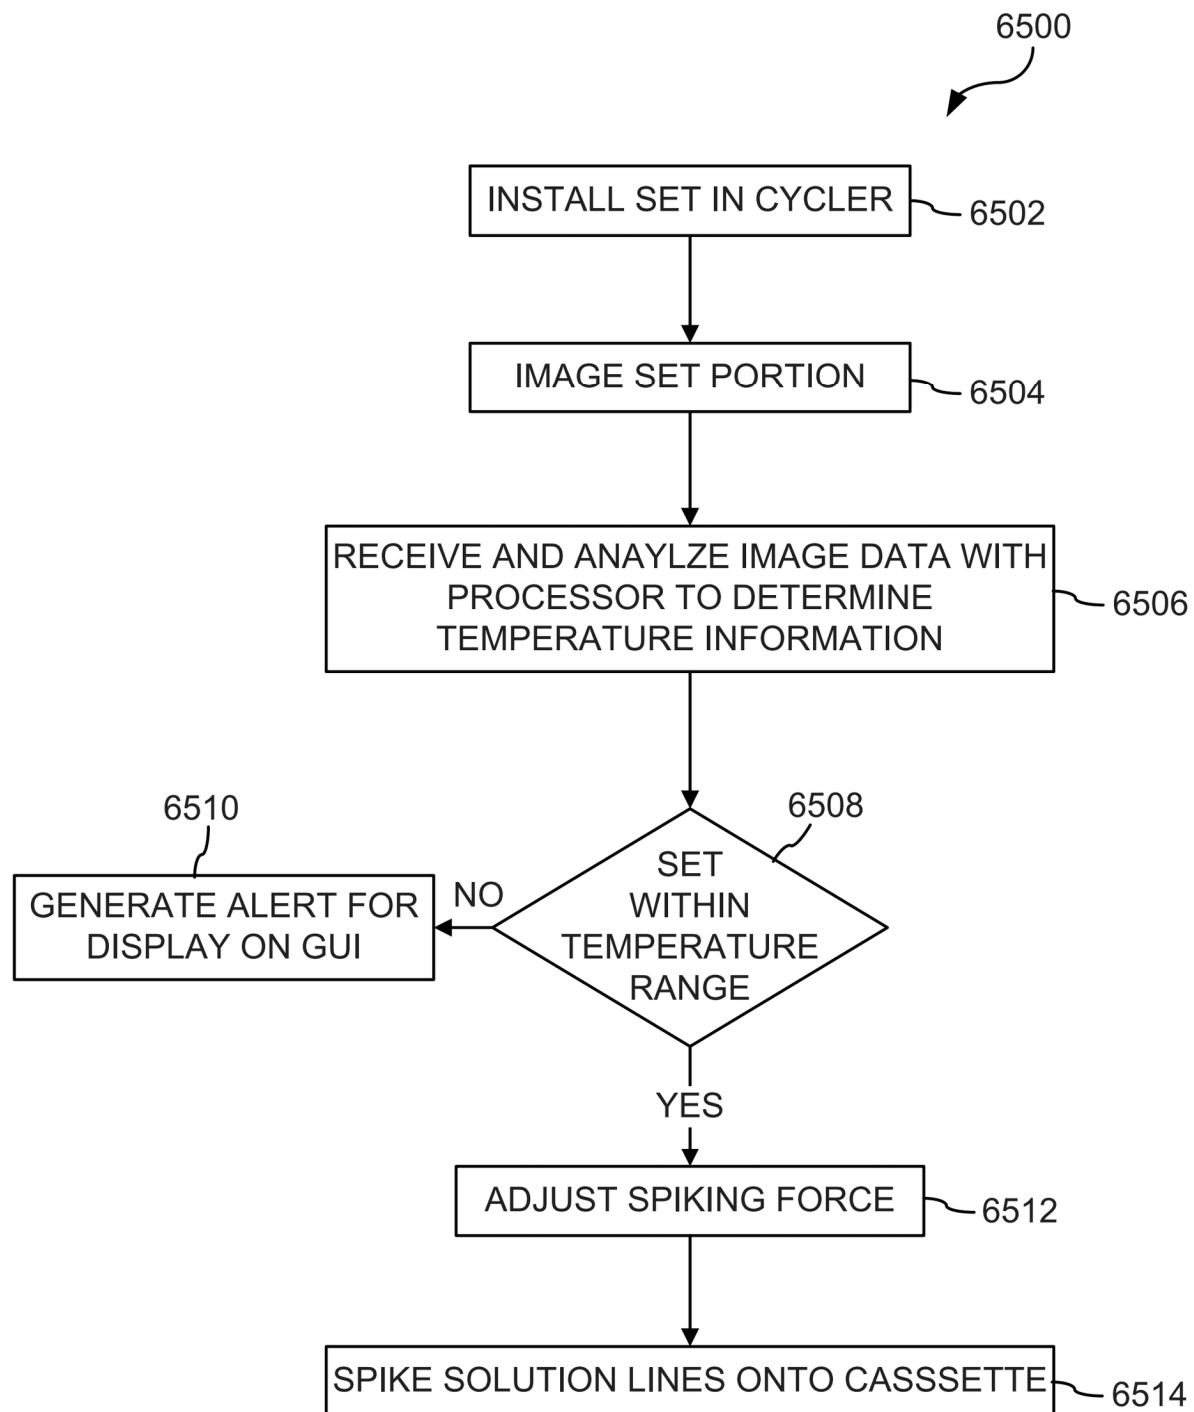 6500
INSTALL SET IN CYCLER
6502
IMAGE SET PORTION
6504
RECEIVE AND ANAYLZE IMAGE DATA WITH
PROCESSOR TO DETERMINE
TEMPERATURE INFORMATION
6506
6508
SET
WITHIN
TEMPERATURE
RANGE
6510
NO
GENERATE ALERT FOR
DISPLAY ON GUI
YES
ADJUST SPIKING FORCE
6512
SPIKE SOLUTION LINES ONTO CASSSETTE
6514